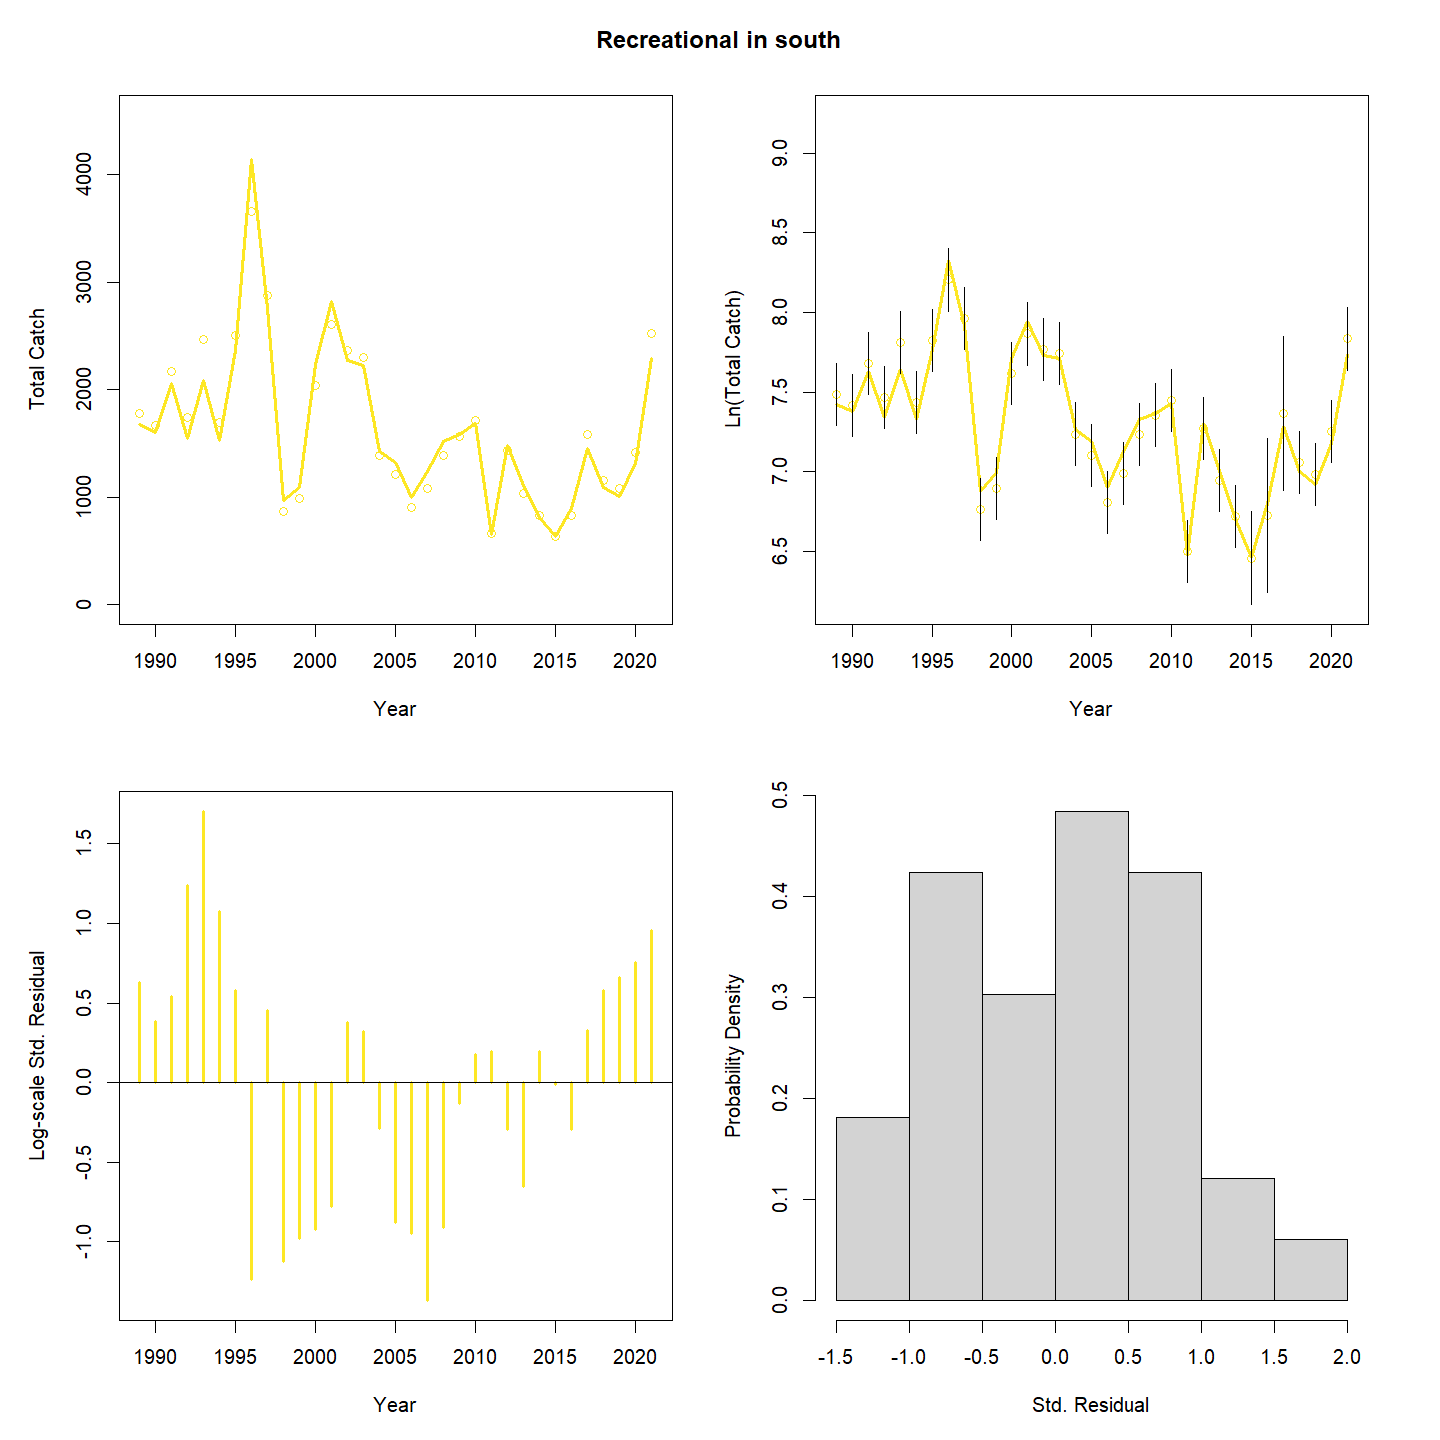 Recreational in south
Total Catch
4000
3000
2000
1000
0
1990 1995 2000 2005 2010 2015 2020
Year
Ln(Total Catch)
9.0
8.5
8.0
7.5
7.0
6.5
1990 1995 2000 2005 2010 2015 2020
Year
Log-scale Std. Residual
1.5
1.0
0.5
0.0
-0.5
-1.0
1990 1995 2000 2005 2010 2015 2020
Year
Probability Density
0.5
0.4
0.3
0.2
0.1
0.0
-1.5 -1.0 -0.5 0.0 0.5 1.0 1.5 2.0
Std. Residual